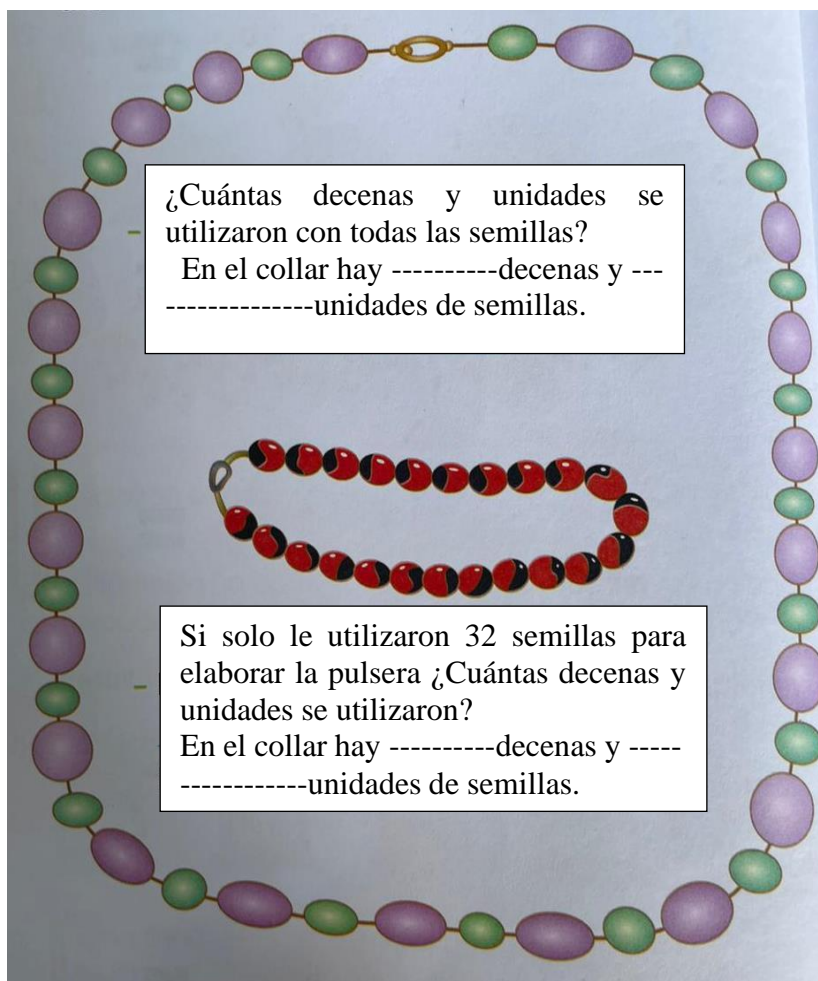 ¿Cuántas decenas y unidades se
utilizaron con todas las semillas?
En el collar hay ----------decenas y ---
--------------unidades de semillas.
Si solo le utilizaron 32 semillas para
elaborar la pulsera ¿Cuántas decenas y
unidades se utilizaron?
En el collar hay ----------decenas y -----
------------unidades de semillas.